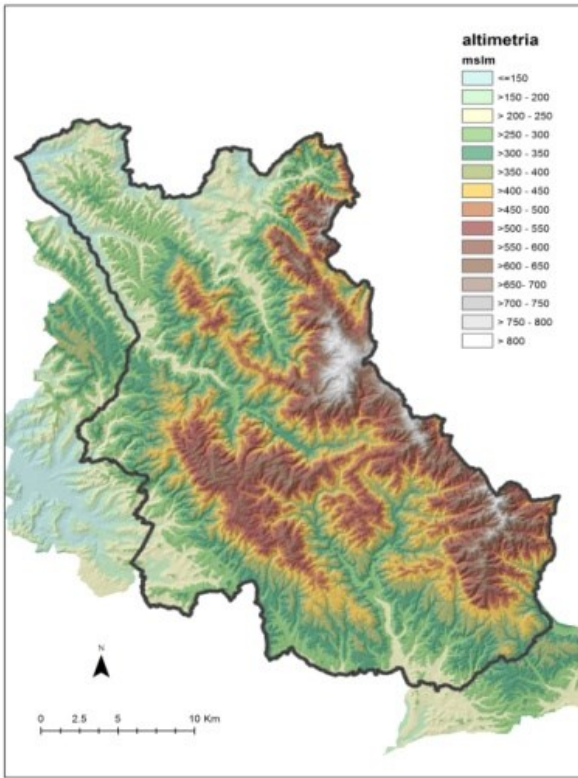 altimetria
mslm
<=150
>150 - 200
> 200 - 250
>250 - 300
>300 - 350
>350 - 400
>400 - 450
>450 - 500
>500 - 550
>550 - 600
>600 - 650
>650 - 700
>700 - 750
> 750 - 800
> 800
N
0 2.5 5 10 Km